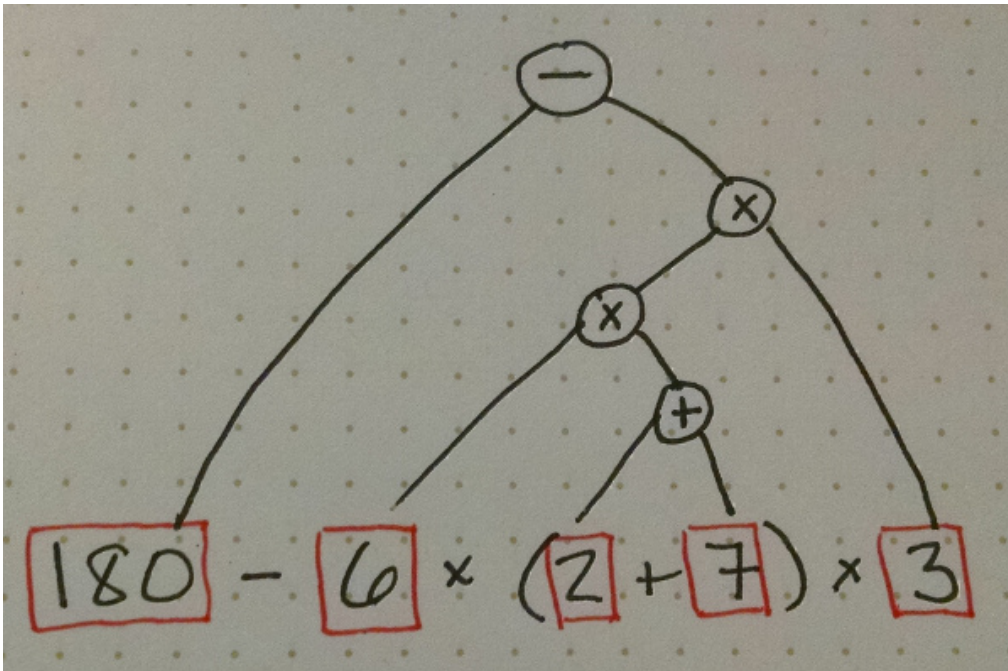 −
×
×
+
180 − 6 × (2 + 7) × 3